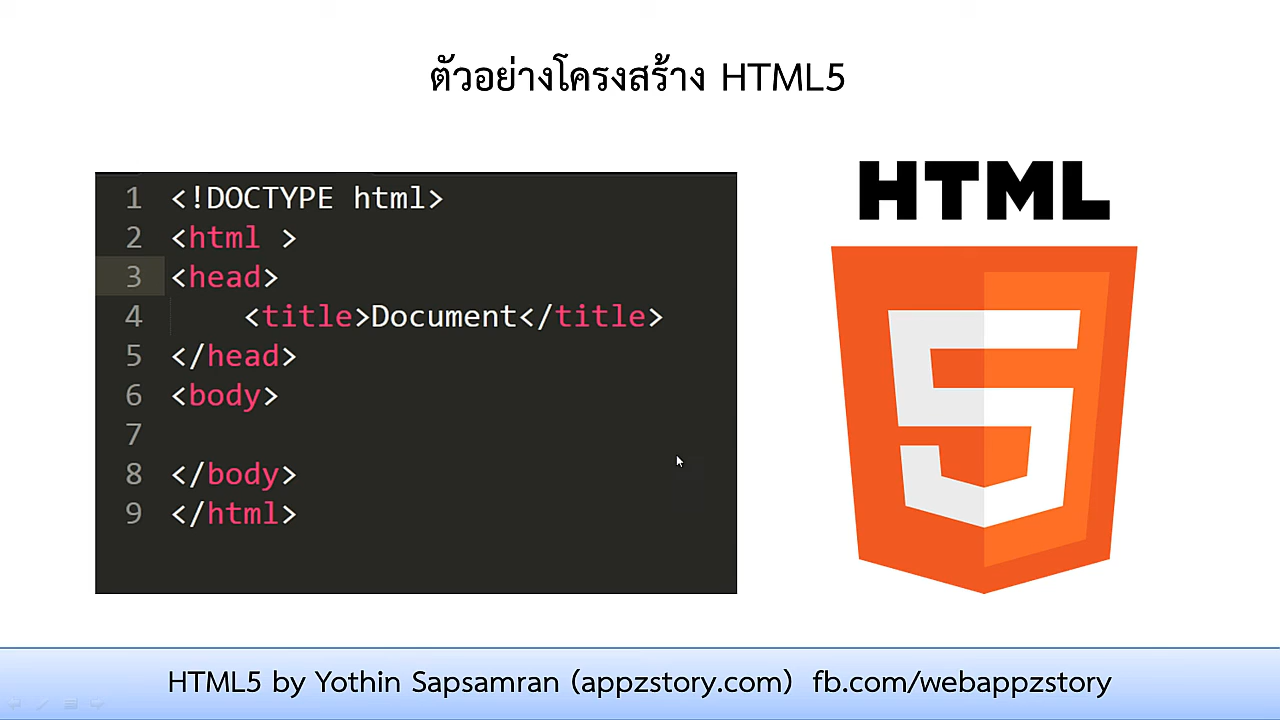 ตัวอย่างโครงสร้าง HTML5
1 <!DOCTYPE html>
2 <html >
3 <head>
4     <title>Document</title>
5 </head>
6 <body>
7
8 </body>
9 </html>
HTML
5
HTML5 by Yothin Sapsamran (appzstory.com)  fb.com/webappzstory